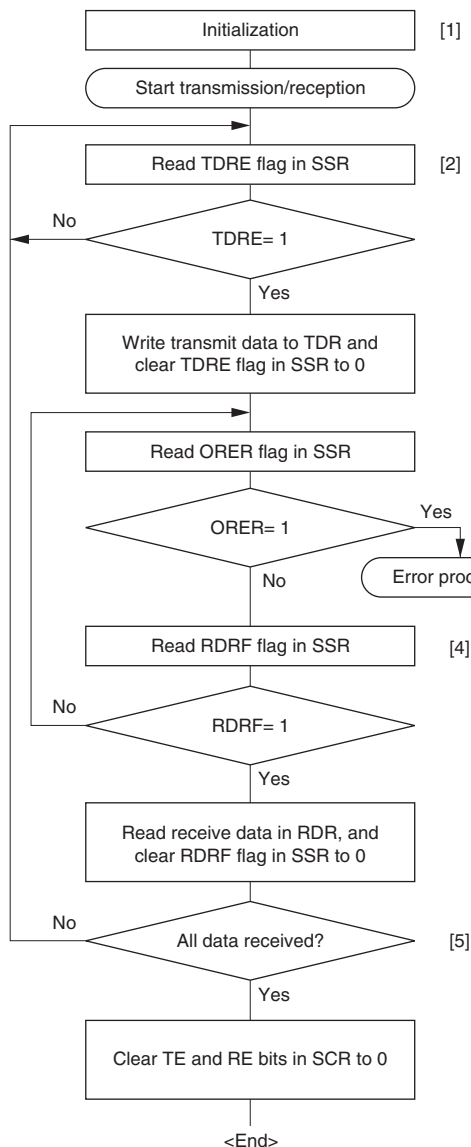 Initialization [1]
Start transmission/reception
Read TDRE flag in SSR [2]
No
TDRE= 1
Yes
Write transmit data to TDR and
clear TDRE flag in SSR to 0
Read ORER flag in SSR
ORER= 1
Yes
No
Error
Read RDRF flag in SSR [4]
No
RDRF= 1
Yes
Read receive data in RDR, and
clear RDRF flag in SSR to 0
No
All data received? [5]
Yes
Clear TE and RE bits in SCR to 0
<End>